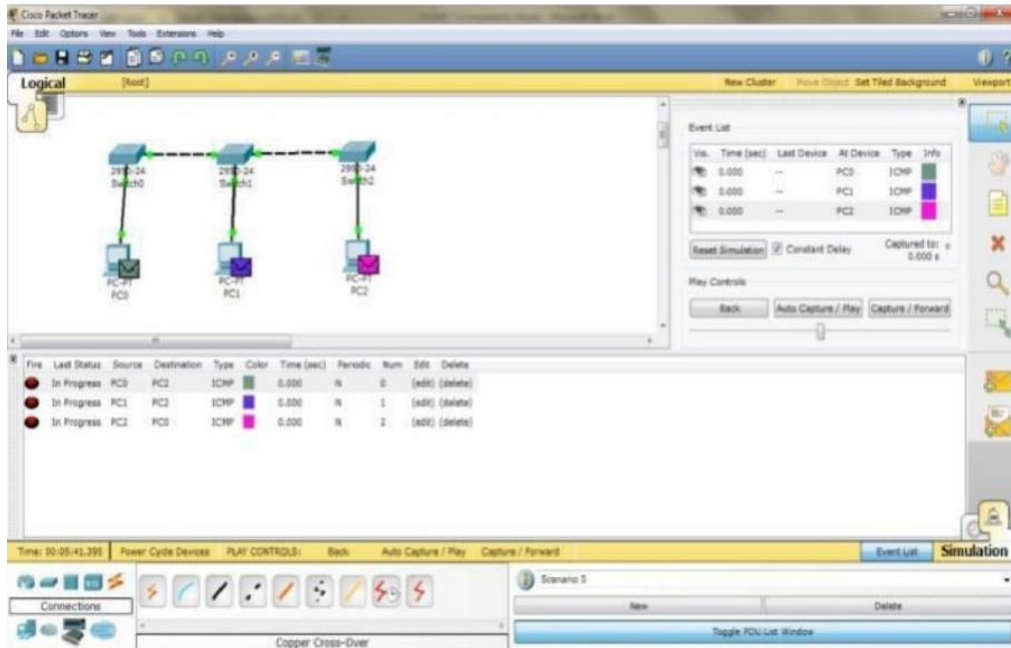 Cisco Packet Tracer
File Edit Options View Tools Extensions Help
Logical [Root] New Cluster Move Object Set Tiled Background Viewport
2950-24
Switch0
2950-24
Switch1
2950-24
Switch2
PC-PT
PC0
PC-PT
PC1
PC-PT
PC2
Event List
Vis. Time (sec) Last Device At Device Type Info
0.000 -- PC0 ICMP
0.000 -- PC1 ICMP
0.000 -- PC2 ICMP
Reset Simulation Constant Delay Captured to:
0.000 s
Play Controls
Back Auto Capture / Play Capture / Forward
Fire Last Status Source Destination Type Color Time (sec) Periodic Num Edit Delete
In Progress PC0 PC2 ICMP 0.000 N 0 (edit) (delete)
In Progress PC1 PC2 ICMP 0.000 N 1 (edit) (delete)
In Progress PC2 PC0 ICMP 0.000 N 2 (edit) (delete)
Time: 00:05:41.395 Power Cycle Devices PLAY CONTROLS: Back Auto Capture / Play Capture / Forward Event List Simulation
Connections
Copper Cross-Over
Scenario 0
New Delete
Toggle PDU List Window